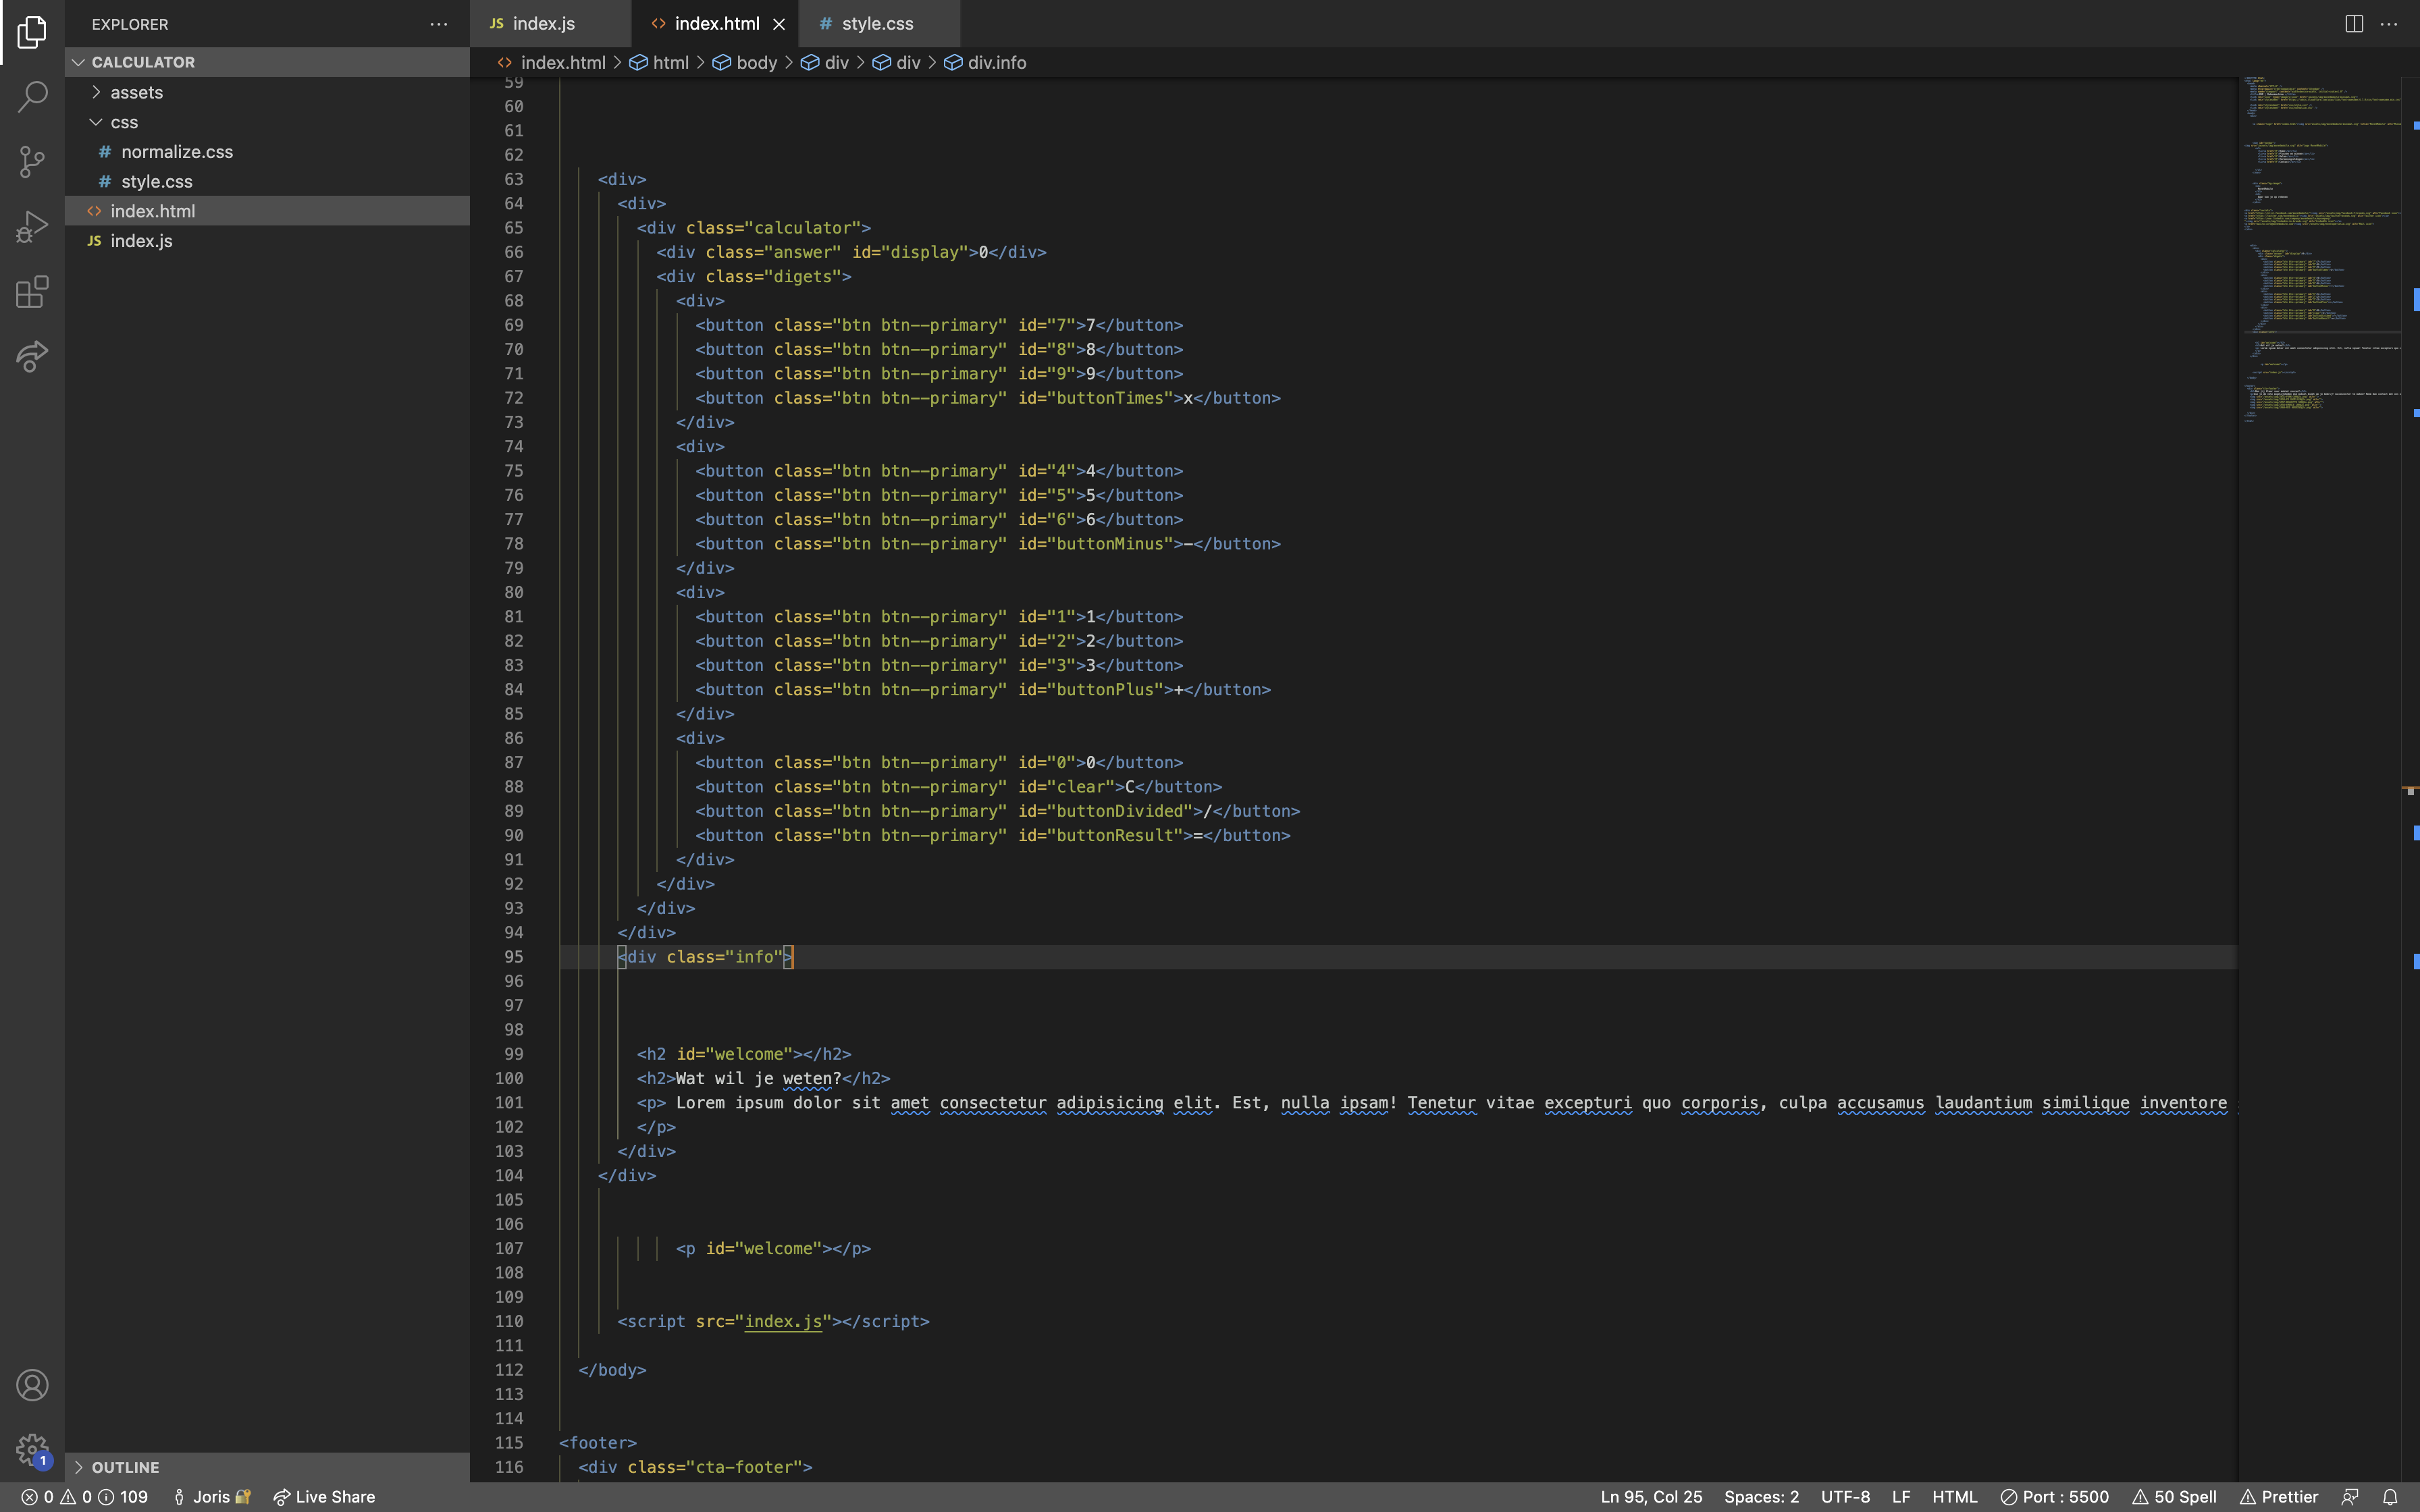 EXPLORER
CALCULATOR
assets
css
# normalize.css
# style.css
<> index.html
JS index.js
OUTLINE
JS index.js
<> index.html
# style.css
<> index.html > html > body > div > div > div.info
59
60
61
62
63 <div>
64 <div>
65 <div class="calculator">
66 <div class="answer" id="display">0</div>
67 <div class="digets">
68 <div>
69 <button class="btn btn--primary" id="7">7</button>
70 <button class="btn btn--primary" id="8">8</button>
71 <button class="btn btn--primary" id="9">9</button>
72 <button class="btn btn--primary" id="buttonTimes">x</button>
73 </div>
74 <div>
75 <button class="btn btn--primary" id="4">4</button>
76 <button class="btn btn--primary" id="5">5</button>
77 <button class="btn btn--primary" id="6">6</button>
78 <button class="btn btn--primary" id="buttonMinus">-</button>
79 </div>
80 <div>
81 <button class="btn btn--primary" id="1">1</button>
82 <button class="btn btn--primary" id="2">2</button>
83 <button class="btn btn--primary" id="3">3</button>
84 <button class="btn btn--primary" id="buttonPlus">+</button>
85 </div>
86 <div>
87 <button class="btn btn--primary" id="0">0</button>
88 <button class="btn btn--primary" id="clear">C</button>
89 <button class="btn btn--primary" id="buttonDivided">/</button>
90 <button class="btn btn--primary" id="buttonResult">=</button>
91 </div>
92 </div>
93 </div>
94 </div>
95 <div class="info">
96
97
98
99 <h2 id="welcome"></h2>
100 <h2>Wat wil je weten?</h2>
101 <p> Lorem ipsum dolor sit amet consectetur adipisicing elit. Est, nulla ipsam! Tenetur vitae excepturi quo corporis, culpa accusamus laudantium similique inventore
102 </p>
103 </div>
104 </div>
105
106
107 <p id="welcome"></p>
108
109
110 <script src="index.js"></script>
111
112 </body>
113
114
115 <footer>
116 <div class="cta-footer">
1
0 0 109 Joris Live Share Ln 95, Col 25 Spaces: 2 UTF-8 LF HTML Port : 5500 50 Spell Prettier